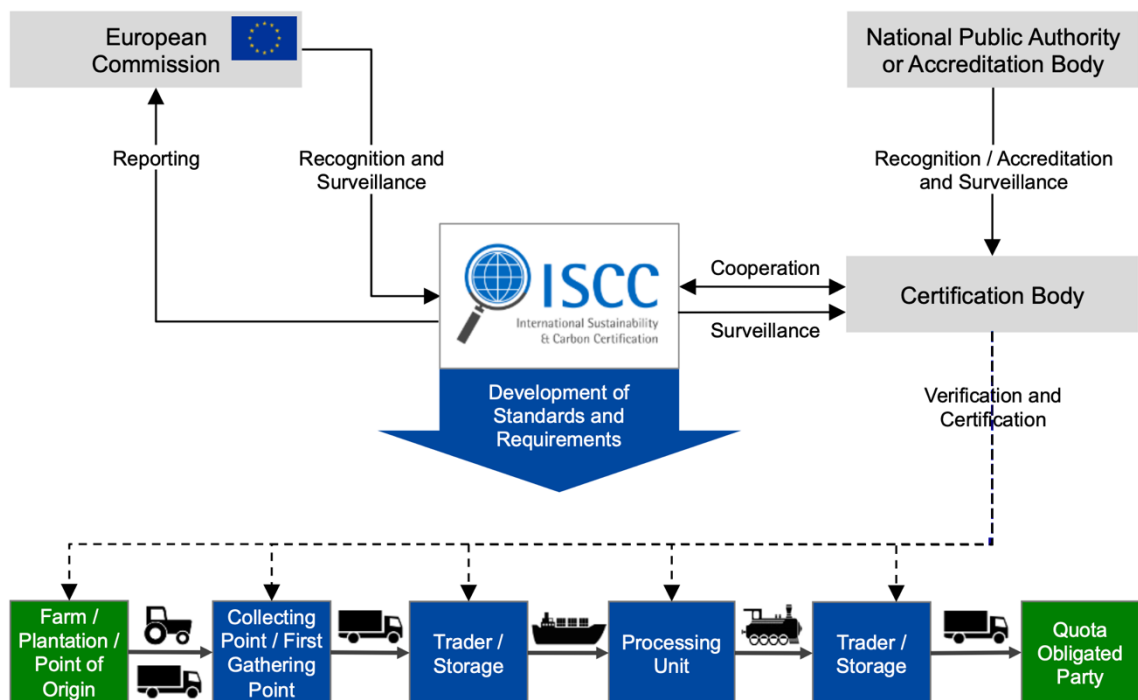 European
Commission
National Public Authority
or Accreditation Body
Reporting
Recognition and
Surveillance
Recognition / Accreditation
and Surveillance
ISCC
International Sustainability
& Carbon Certification
Cooperation
Surveillance
Certification Body
Development of
Standards and
Requirements
Verification and
Certification
Farm /
Plantation /
Point of
Origin
Collecting
Point / First
Gathering
Point
Trader /
Storage
Processing
Unit
Trader /
Storage
Quota
Obligated
Party